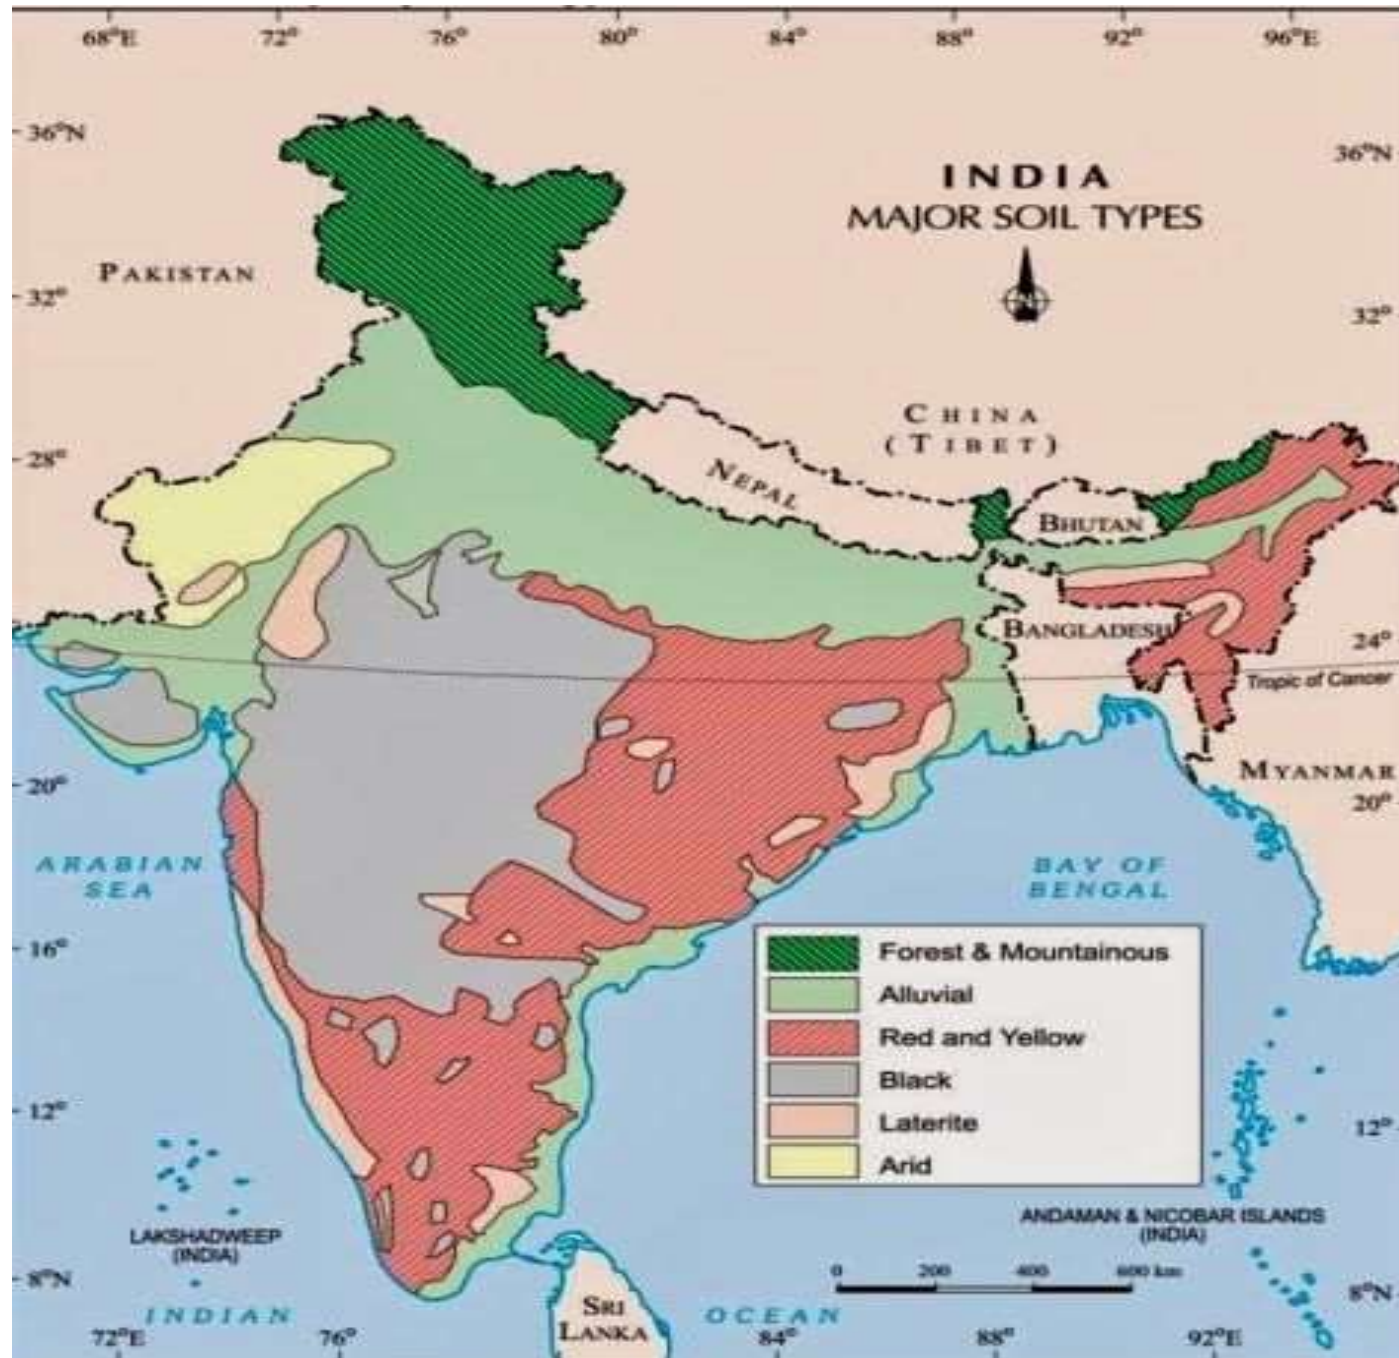 68°E 72° 76° 80° 84° 88° 92° 96°E
36°N
36°N
INDIA
MAJOR SOIL TYPES
N
PAKISTAN
32°
32°
CHINA
(TIBET)
28°
NEPAL
BHUTAN
BANGLADESH
24°
Tropic of Cancer
MYANMAR
20°
20°
ARABIAN
SEA
BAY OF
BENGAL
16°
Forest & Mountainous
Alluvial
Red and Yellow
Black
Laterite
Arid
12°
12°
LAKSHADWEEP
(INDIA)
ANDAMAN & NICOBAR ISLANDS
(INDIA)
0 200 400 600 km
8°N
8°N
INDIAN OCEAN
SRI
LANKA
72°E 76° 84° 88° 92°E